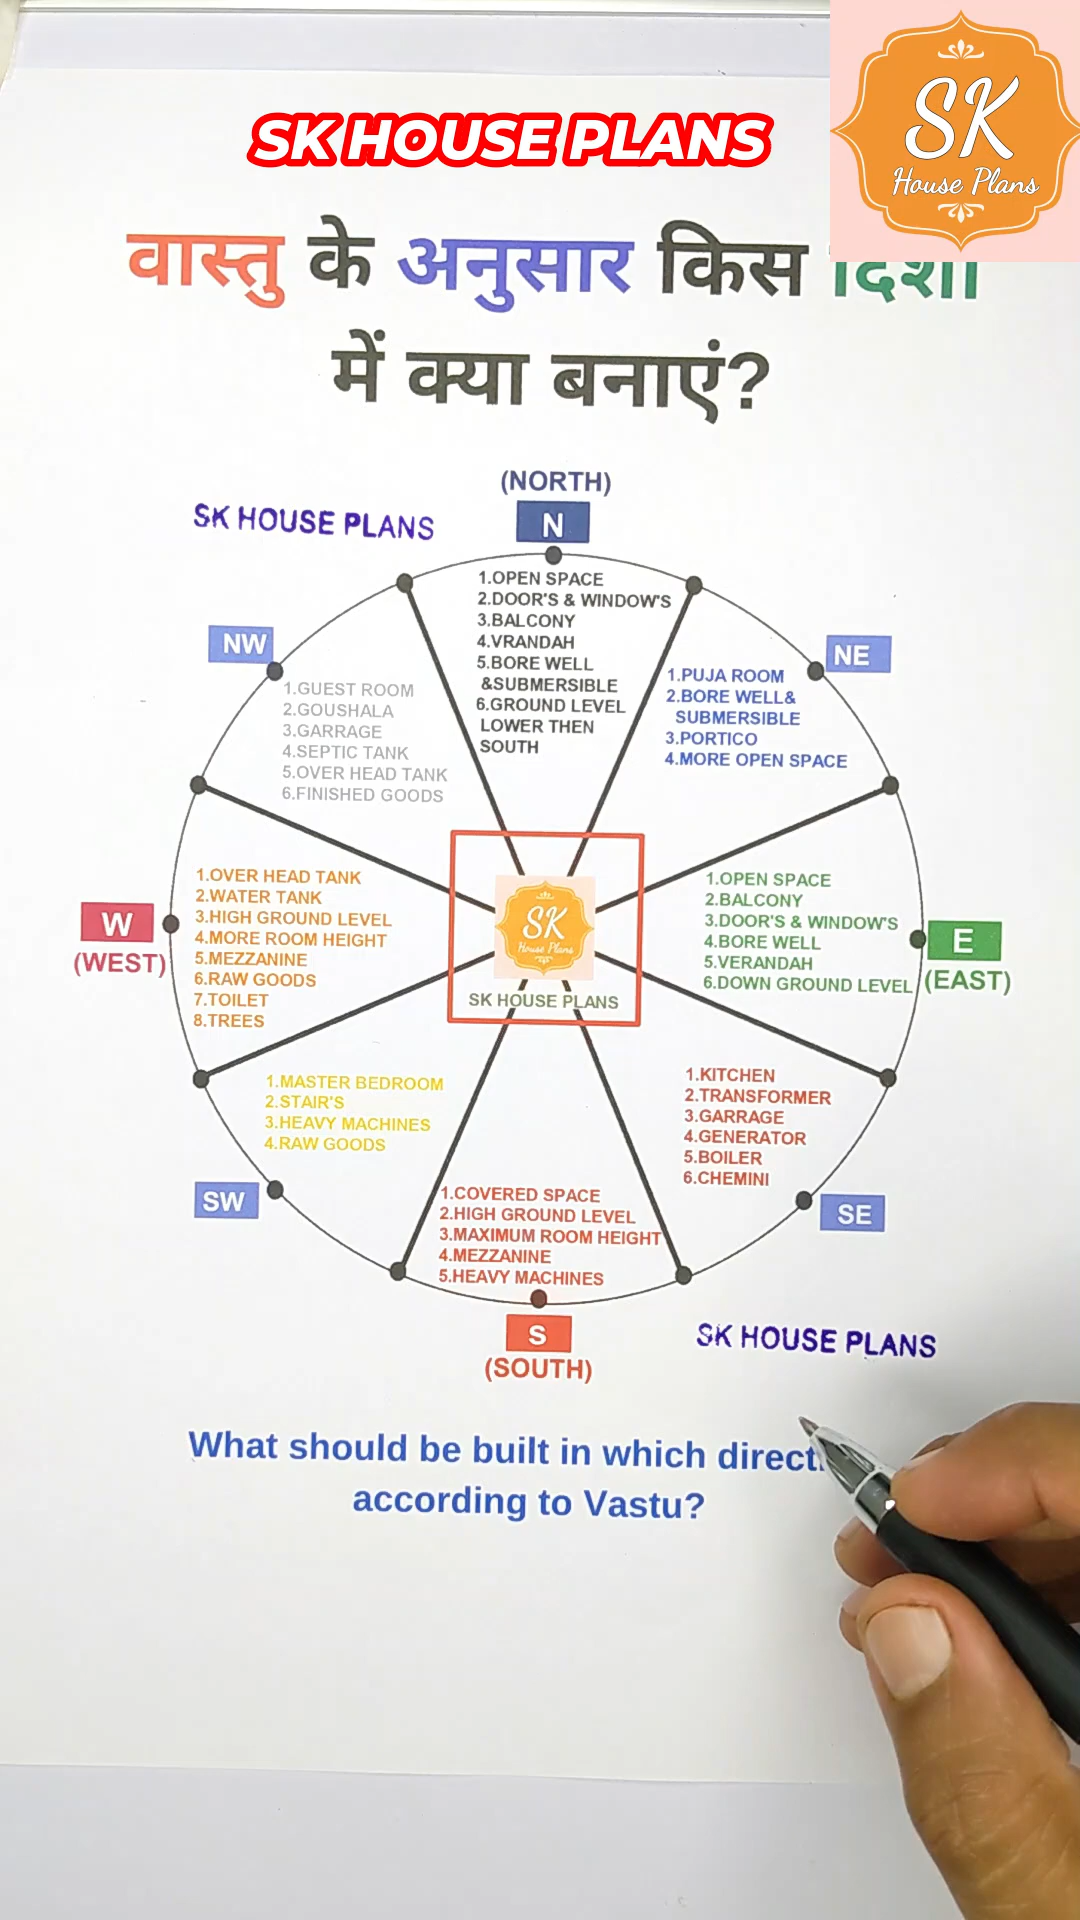 SK HOUSE PLANS
SK
House Plans
वास्तु के अनुसार किस दिशा
में क्या बनाएं?
(NORTH)
N
SK HOUSE PLANS
1.OPEN SPACE
2.DOOR'S & WINDOW'S
3.BALCONY
4.VRANDAH
5.BORE WELL
&SUBMERSIBLE
6.GROUND LEVEL
LOWER THEN
SOUTH
NW
1.GUEST ROOM
2.GOUSHALA
3.GARRAGE
4.SEPTIC TANK
5.OVER HEAD TANK
6.FINISHED GOODS
NE
1.PUJA ROOM
2.BORE WELL&
SUBMERSIBLE
3.PORTICO
4.MORE OPEN SPACE
W
(WEST)
1.OVER HEAD TANK
2.WATER TANK
3.HIGH GROUND LEVEL
4.MORE ROOM HEIGHT
5.MEZZANINE
6.RAW GOODS
7.TOILET
8.TREES
SK
House Plans
SK HOUSE PLANS
1.OPEN SPACE
2.BALCONY
3.DOOR'S & WINDOW'S
4.BORE WELL
5.VERANDAH
6.DOWN GROUND LEVEL
E
(EAST)
1.MASTER BEDROOM
2.STAIR'S
3.HEAVY MACHINES
4.RAW GOODS
SW
1.KITCHEN
2.TRANSFORMER
3.GARRAGE
4.GENERATOR
5.BOILER
6.CHEMINI
SE
1.COVERED SPACE
2.HIGH GROUND LEVEL
3.MAXIMUM ROOM HEIGHT
4.MEZZANINE
5.HEAVY MACHINES
S
(SOUTH)
SK HOUSE PLANS
What should be built in which
according to Vastu?